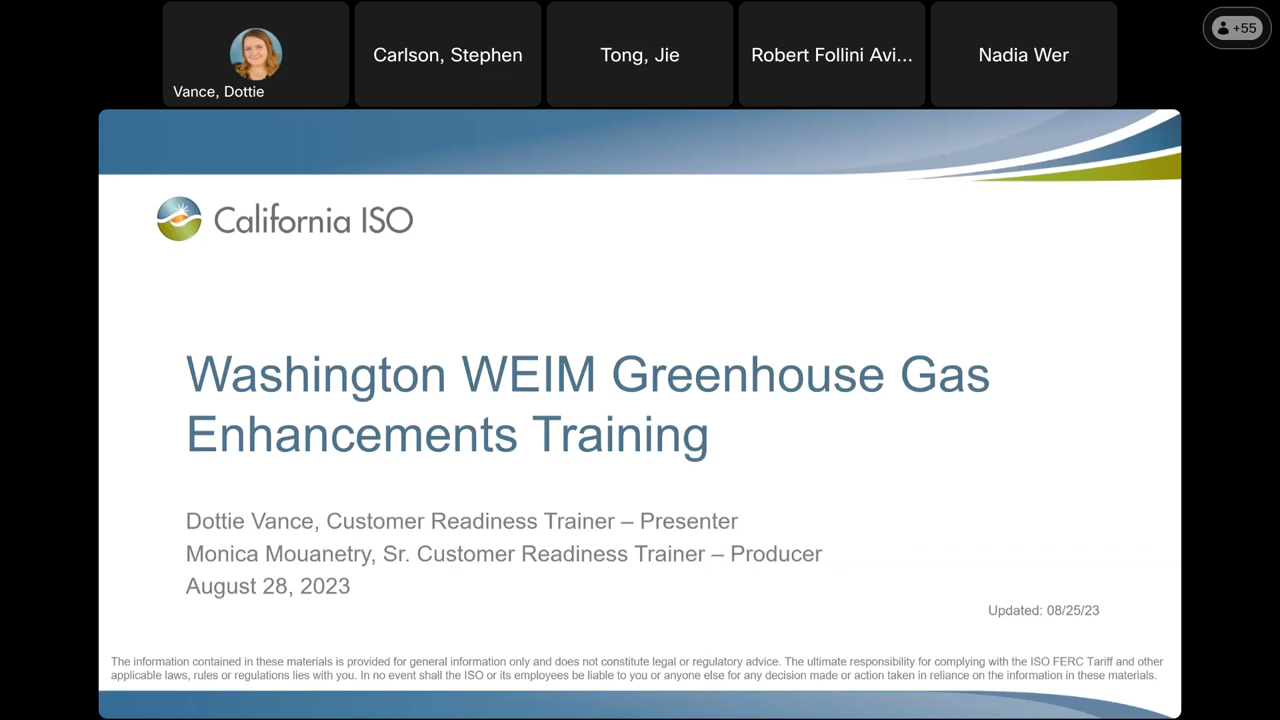 Vance, Dottie
Carlson, Stephen
Tong, Jie
Robert Follini Avi...
Nadia Wer
+55
California ISO
Washington WEIM Greenhouse Gas
Enhancements Training
Dottie Vance, Customer Readiness Trainer – Presenter
Monica Mouanetry, Sr. Customer Readiness Trainer – Producer
August 28, 2023
Updated: 08/25/23
The information contained in these materials is provided for general information only and does not constitute legal or regulatory advice. The ultimate responsibility for complying with the ISO FERC Tariff and other
applicable laws, rules or regulations lies with you. In no event shall the ISO or its employees be liable to you or anyone else for any decision made or action taken in reliance on the information in these materials.